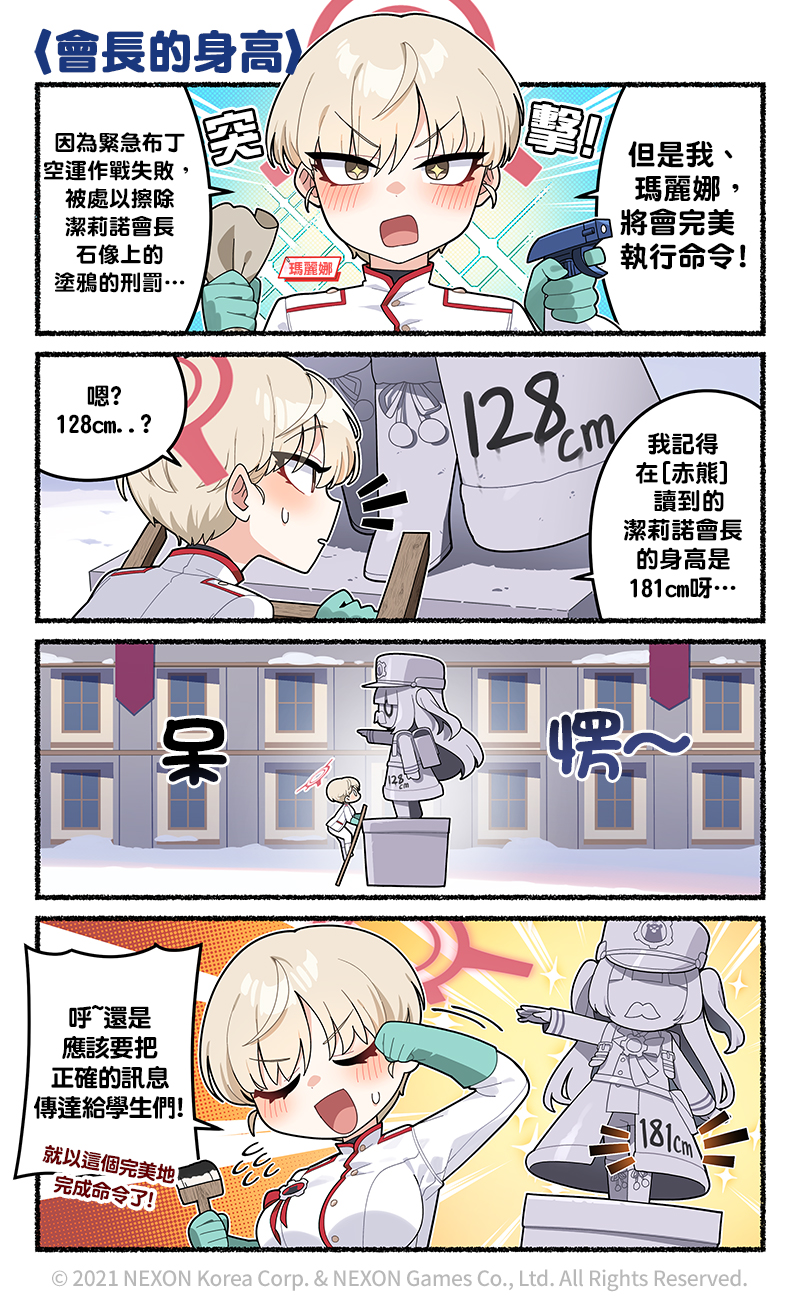 〈會長的身高〉
因為緊急布丁
空運作戰失敗，
被處以擦除
潔莉諾會長
石像上的
塗鴉的刑罰…
突擊!
瑪麗娜
但是我、
瑪麗娜，
將會完美
執行命令!
嗯?
128cm..?
128cm
我記得
在[赤熊]
讀到的
潔莉諾會長
的身高是
181cm呀…
呆
愣～
128cm
呼~還是
應該要把
正確的訊息
傳達給學生們!
就以這個完美地
完成命令了!
181cm
© 2021 NEXON Korea Corp. & NEXON Games Co., Ltd. All Rights Reserved.